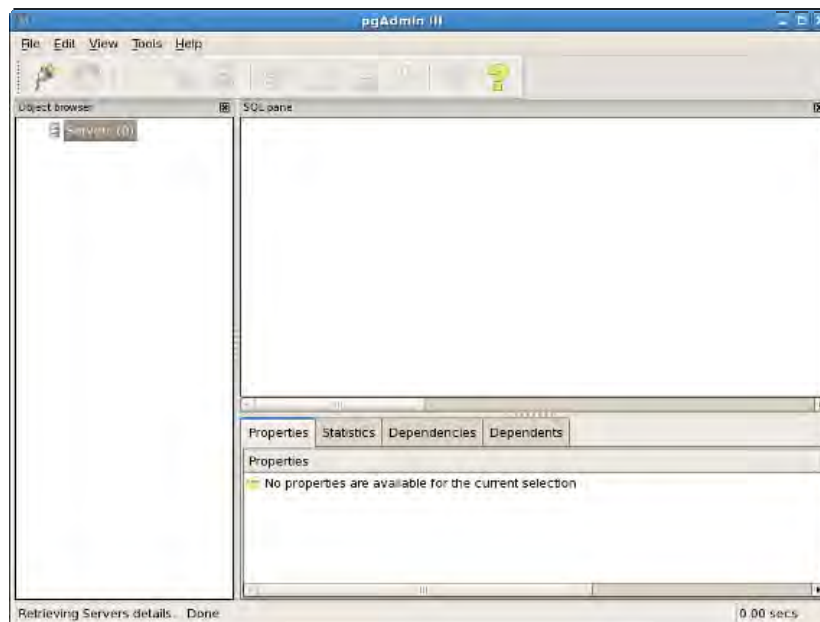 pgAdmin III
File Edit View Tools Help
Object browser
SQL pane
Servers (0)
Properties Statistics Dependencies Dependents
Properties
No properties are available for the current selection
Retrieving Servers details. Done
0.00 secs